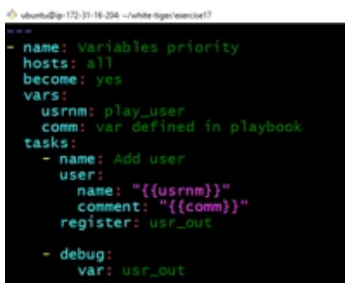 ubuntu@ip-172-31-16-204: ~/white-tiger/exercise17
---
- name: Variables priority
  hosts: all
  become: yes
  vars:
    usrnm: play_user
    comm: var defined in playbook
  tasks:
    - name: Add user
      user:
        name: "{{usrnm}}"
        comment: "{{comm}}"
      register: usr_out
    - debug:
        var: usr_out